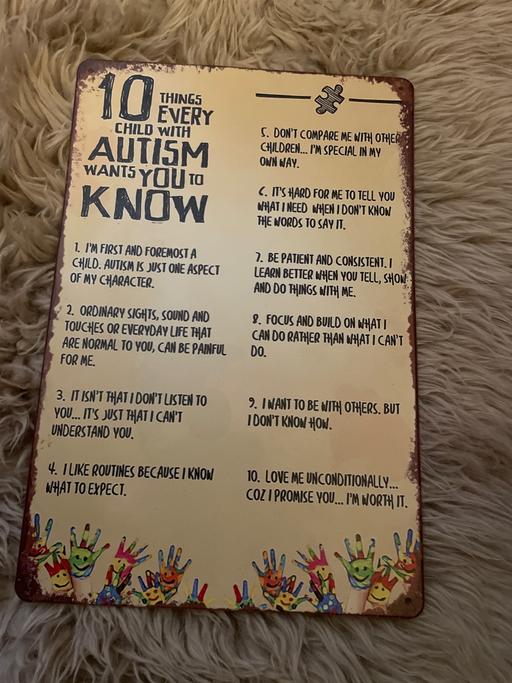 10 THINGS
EVERY
CHILD WITH
AUTISM
WANTS YOU TO
KNOW
1. I'M FIRST AND FOREMOST A
CHILD. AUTISM IS JUST ONE ASPECT
OF MY CHARACTER.
2. ORDINARY SIGHTS, SOUND AND
TOUCHES OR EVERYDAY LIFE THAT
ARE NORMAL TO YOU, CAN BE PAINFUL
FOR ME.
3. IT ISN'T THAT I DON'T LISTEN TO
YOU... IT'S JUST THAT I CAN'T
UNDERSTAND YOU.
4. I LIKE ROUTINES BECAUSE I KNOW
WHAT TO EXPECT.
5. DON'T COMPARE ME WITH OTHER
CHILDREN... I'M SPECIAL IN MY
OWN WAY.
6. IT'S HARD FOR ME TO TELL YOU
WHAT I NEED WHEN I DON'T KNOW
THE WORDS TO SAY IT.
7. BE PATIENT AND CONSISTENT. I
LEARN BETTER WHEN YOU TELL, SHOW
AND DO THINGS WITH ME.
8. FOCUS AND BUILD ON WHAT I
CAN DO RATHER THAN WHAT I CAN'T
DO.
9. I WANT TO BE WITH OTHERS. BUT
I DON'T KNOW HOW.
10. LOVE ME UNCONDITIONALLY...
COZ I PROMISE YOU... I'M WORTH IT.